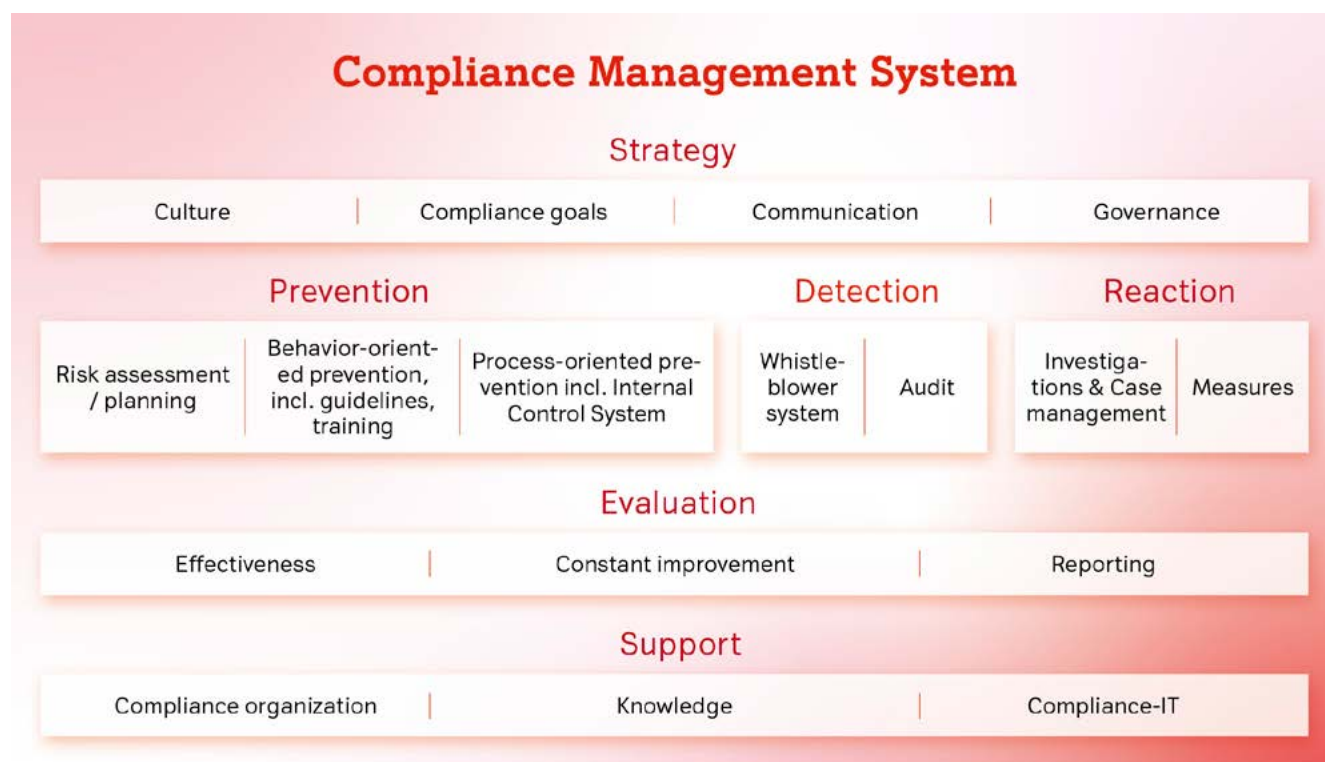 Compliance Management System
Strategy
Culture
Compliance goals
Communication
Governance
Prevention
Risk assessment
/ planning
Behavior-orient-
ed prevention,
incl. guidelines,
training
Process-oriented pre-
vention incl. Internal
Control System
Detection
Whistle-
blower
system
Audit
Reaction
Investiga-
tions & Case
management
Measures
Evaluation
Effectiveness
Constant improvement
Reporting
Support
Compliance organization
Knowledge
Compliance-IT